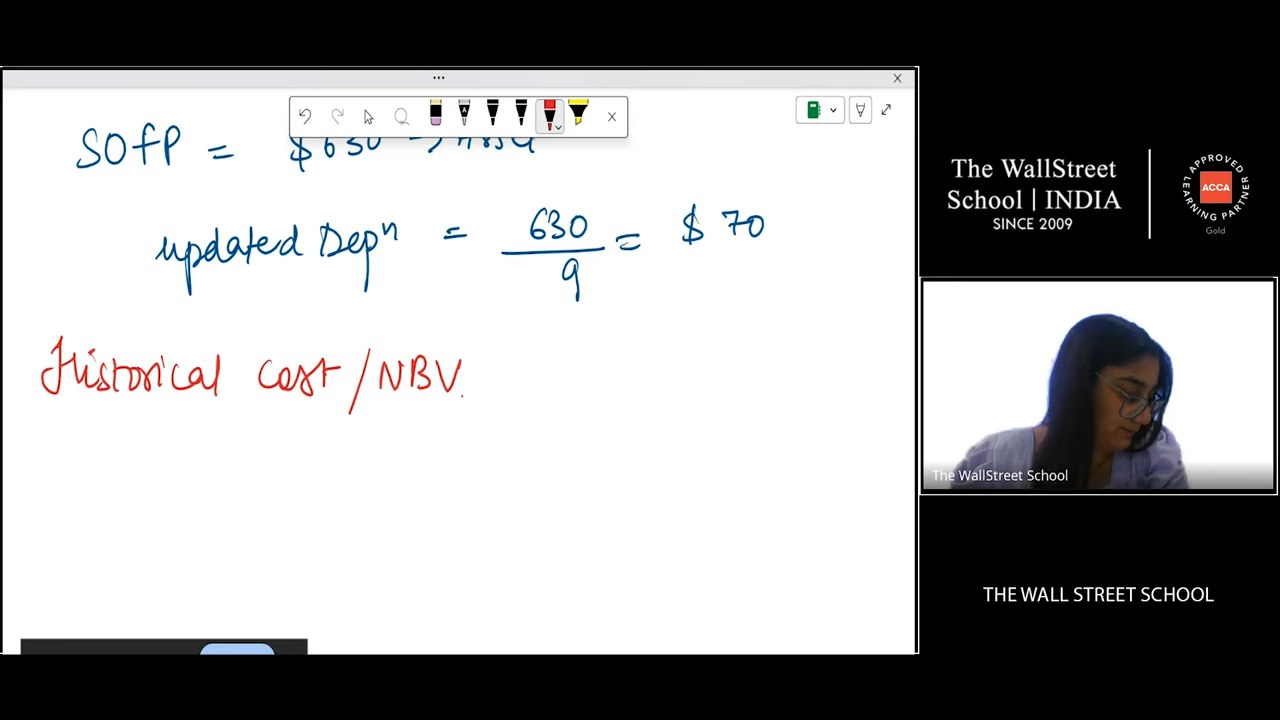 SOfP = $630 →
updated Depⁿ = 630 / 9 = $ 70
Historical cost / NBV
The WallStreet
School | INDIA
SINCE 2009
APPROVED
LEARNING PARTNER
ACCA
Gold
The WallStreet School
THE WALL STREET SCHOOL